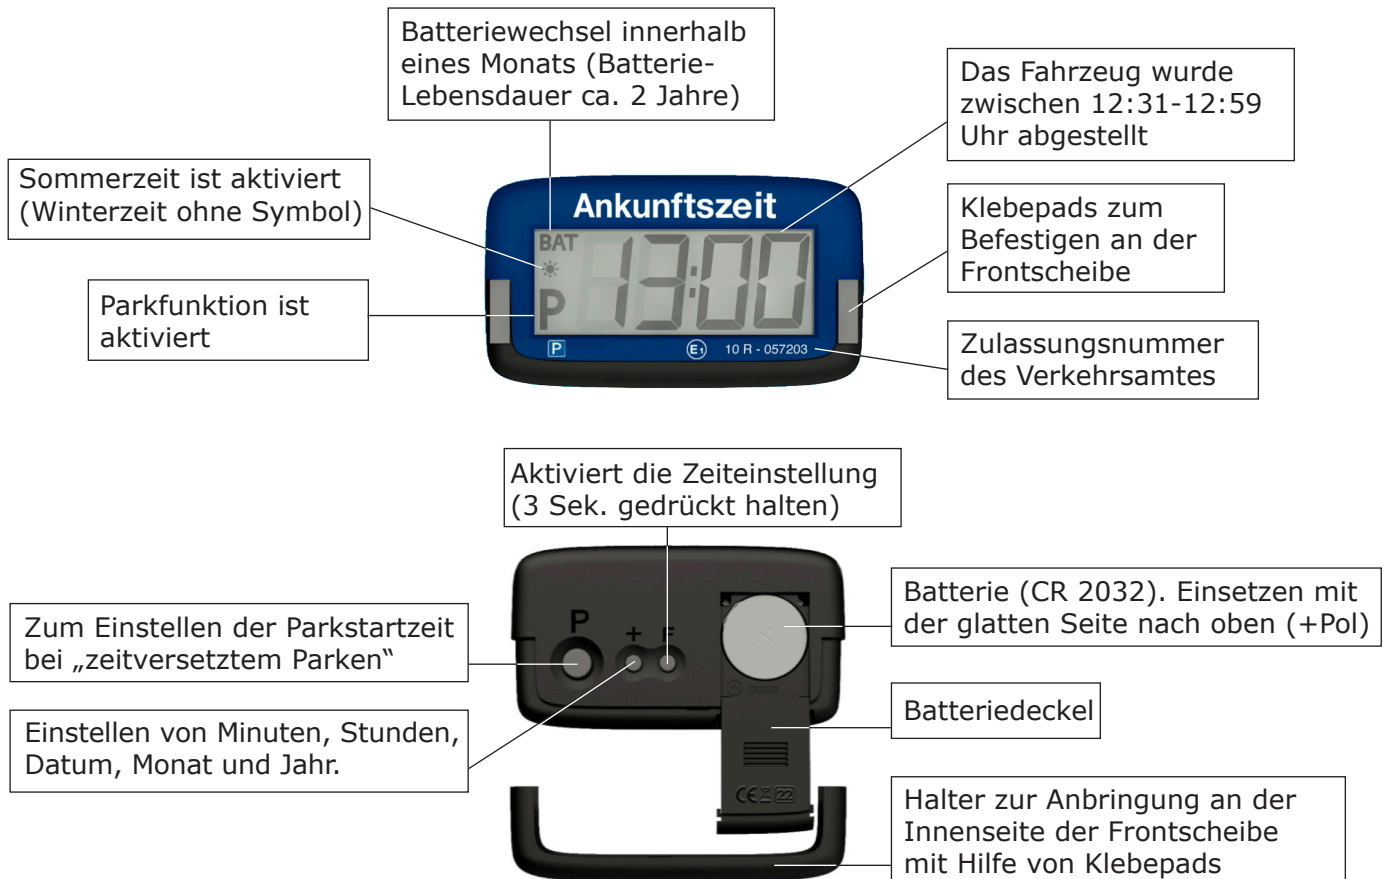 Batteriewechsel innerhalb
eines Monats (Batterie-
Lebensdauer ca. 2 Jahre)
Das Fahrzeug wurde
zwischen 12:31-12:59
Uhr abgestellt
Sommerzeit ist aktiviert
(Winterzeit ohne Symbol)
Klebepads zum
Befestigen an der
Frontscheibe
Parkfunktion ist
aktiviert
Zulassungsnummer
des Verkehrsamtes
Ankunftszeit
BAT
13:00
P
P
E1
10 R - 057203
Aktiviert die Zeiteinstellung
(3 Sek. gedrückt halten)
Zum Einstellen der Parkstartzeit
bei „zeitversetztem Parken“
Einstellen von Minuten, Stunden,
Datum, Monat und Jahr.
P
+ F
CR2032
CE 22
Batterie (CR 2032). Einsetzen mit
der glatten Seite nach oben (+Pol)
Batteriedeckel
Halter zur Anbringung an der
Innenseite der Frontscheibe
mit Hilfe von Klebepads